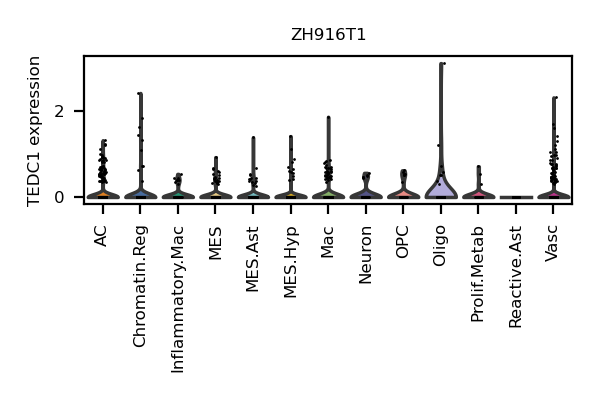 ZH916T1
TEDC1 expression
2
0
AC
Chromatin.Reg
Inflammatory.Mac
MES
MES.Ast
MES.Hyp
Mac
Neuron
OPC
Oligo
Prolif.Metab
Reactive.Ast
Vasc